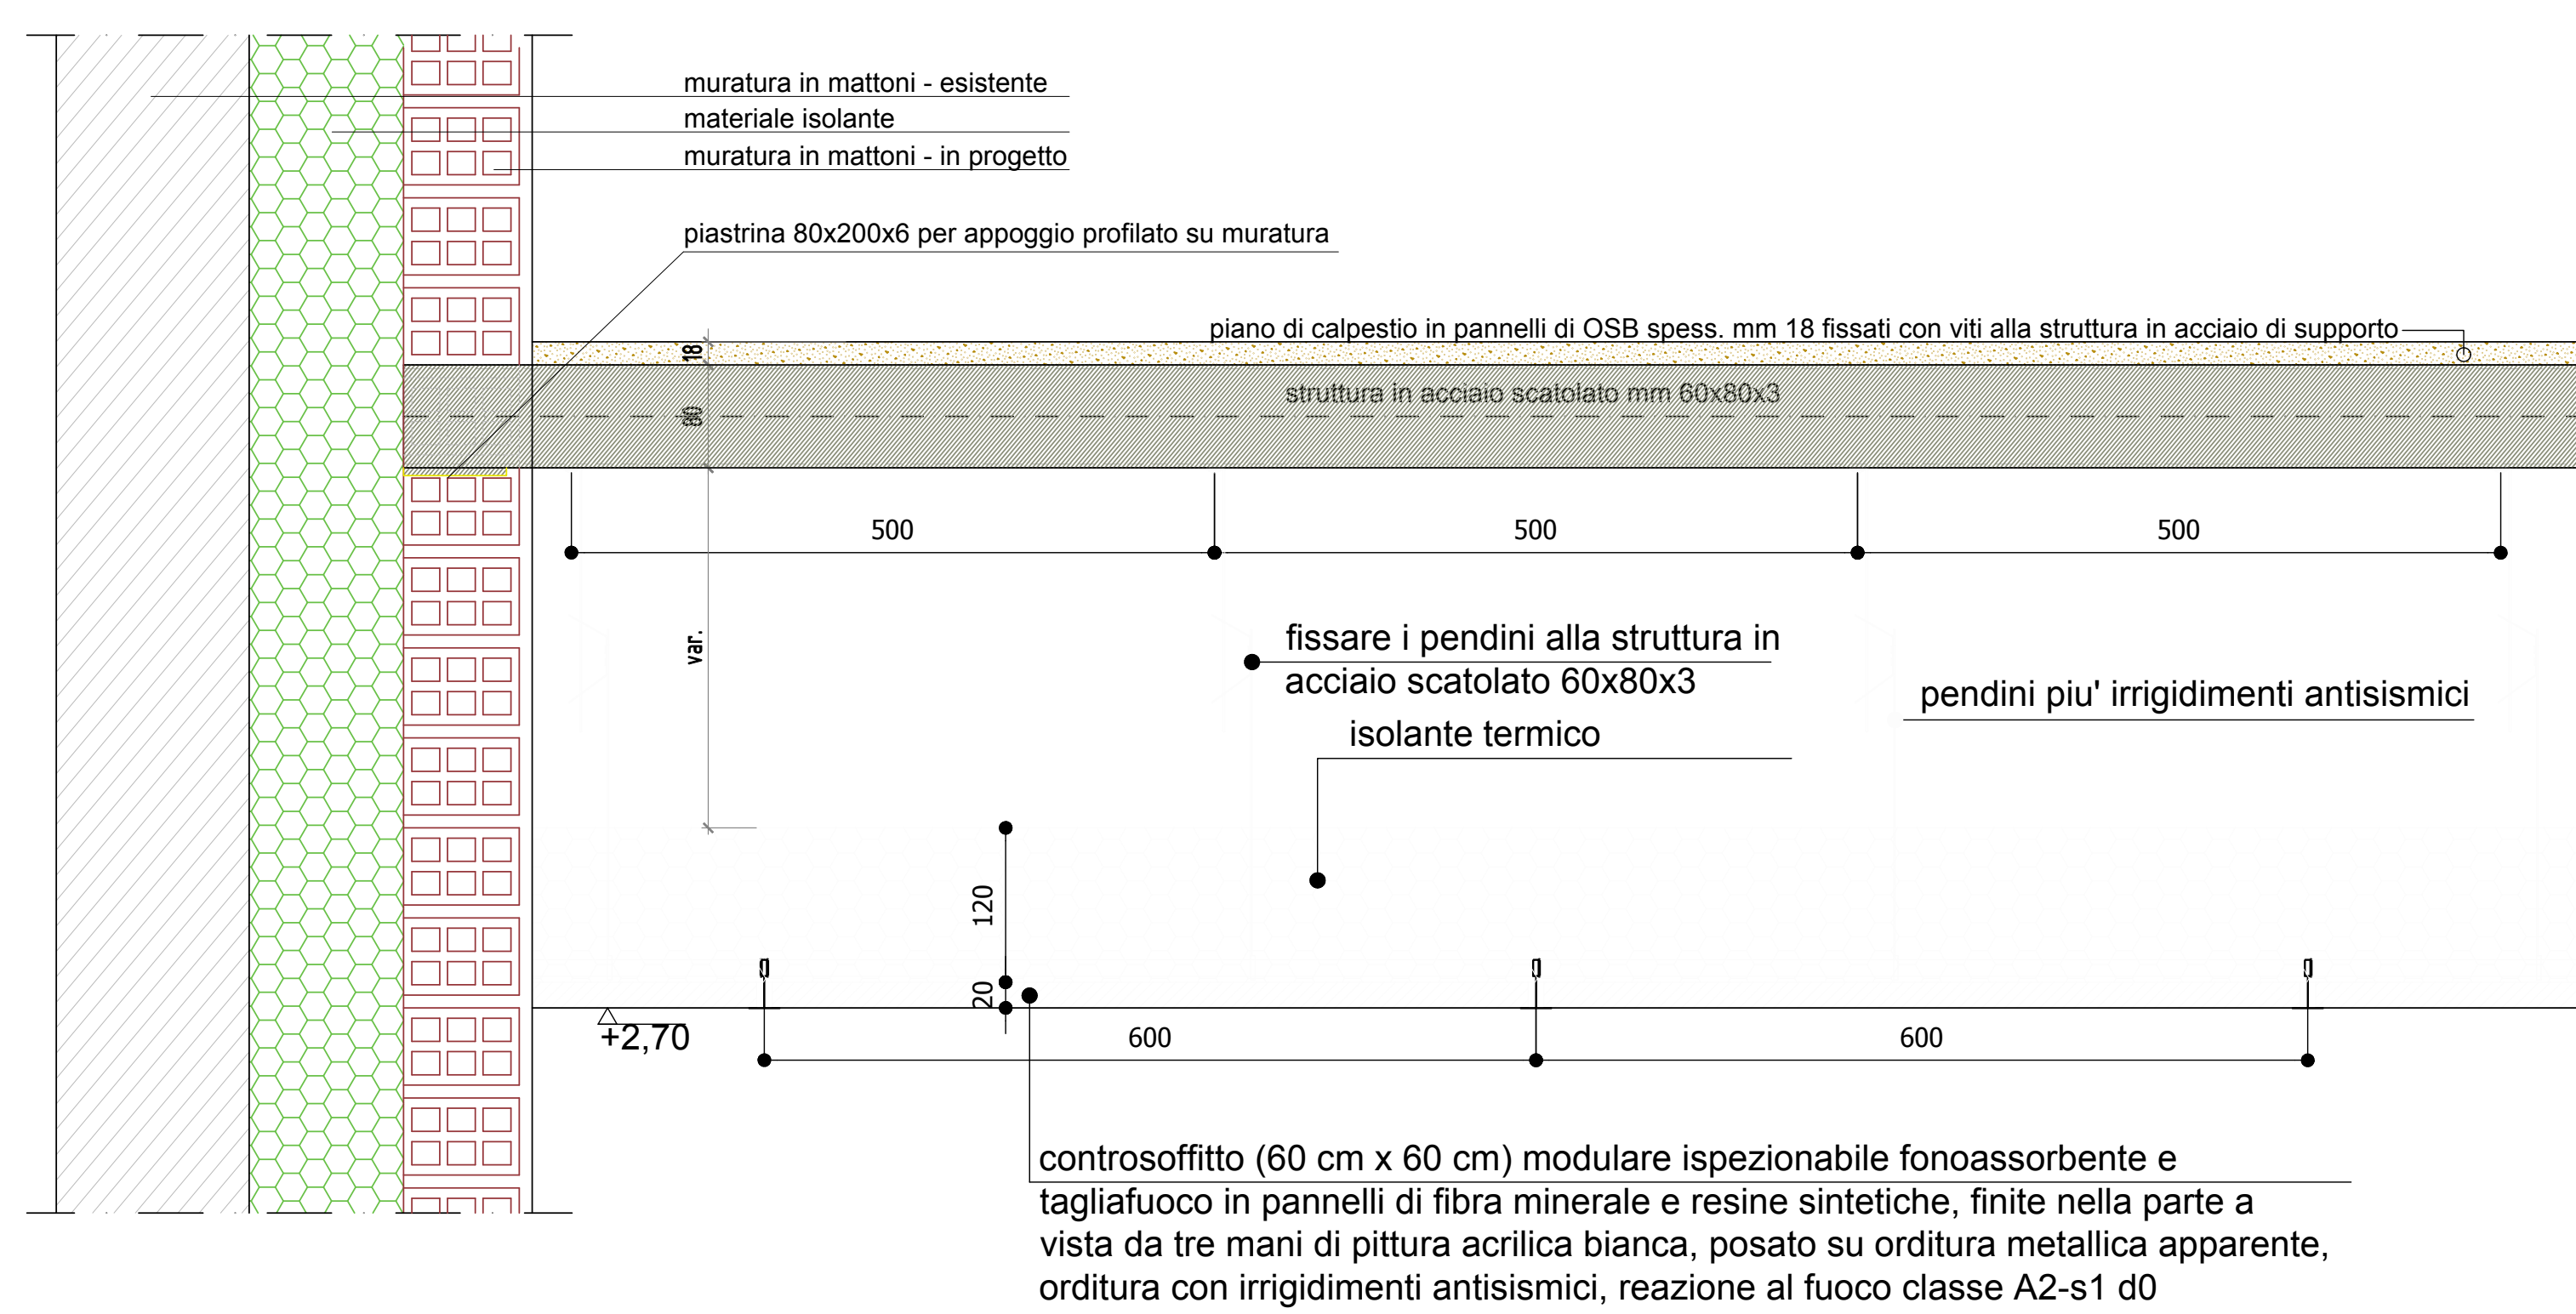 muratura in mattoni - esistente
materiale isolante
muratura in mattoni - in progetto
piastrina 80x200x6 per appoggio profilato su muratura
piano di calpestio in pannelli di OSB spess. mm 18 fissati con viti alla struttura in acciaio di supporto
18
struttura in acciaio scatolato mm 60x80x3
80
500
500
500
var.
fissare i pendini alla struttura in
acciaio scatolato 60x80x3
pendini piu' irrigidimenti antisismici
isolante termico
120
20
+2,70
600
600
controsoffitto (60 cm x 60 cm) modulare ispezionabile fonoassorbente e
tagliafuoco in pannelli di fibra minerale e resine sintetiche, finite nella parte a
vista da tre mani di pittura acrilica bianca, posato su orditura metallica apparente,
orditura con irrigidimenti antisismici, reazione al fuoco classe A2-s1 d0